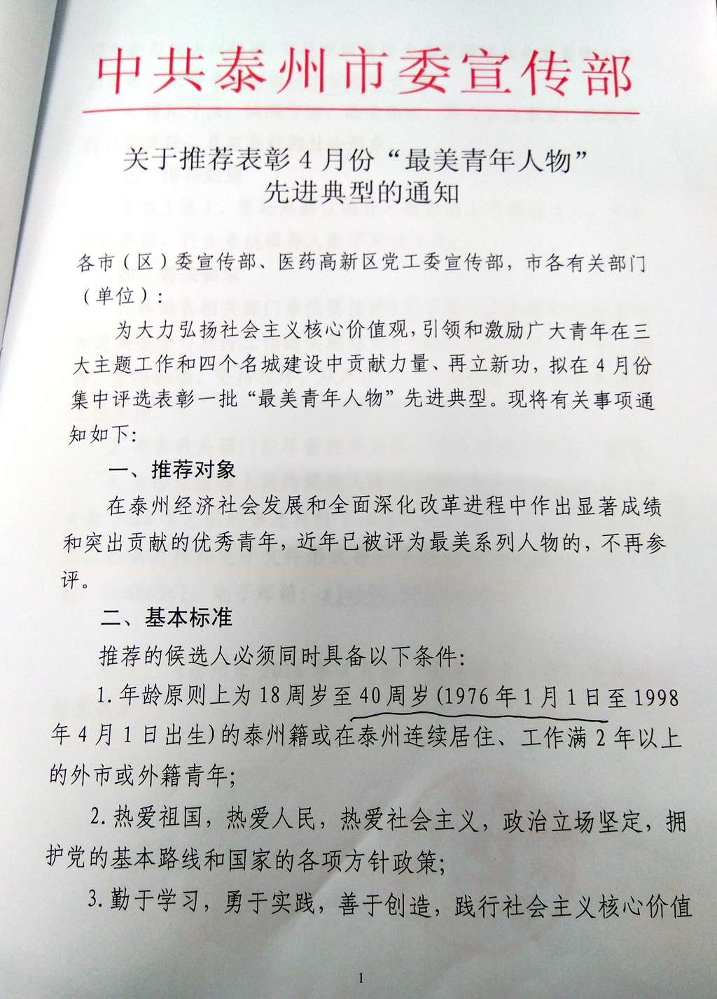 中共泰州市委宣传部
关于推荐表彰4月份“最美青年人物”
先进典型的通知
各市（区）委宣传部、医药高新区党工委宣传部，市各有关部门
（单位）：
为大力弘扬社会主义核心价值观，引领和激励广大青年在三
大主题工作和四个名城建设中贡献力量、再立新功，拟在4月份
集中评选表彰一批“最美青年人物”先进典型。现将有关事项通
知如下：
一、推荐对象
在泰州经济社会发展和全面深化改革进程中作出显著成绩
和突出贡献的优秀青年，近年已被评为最美系列人物的，不再参
评。
二、基本标准
推荐的候选人必须同时具备以下条件：
1.年龄原则上为18周岁至40周岁(1976年1月1日至1998
年4月1日出生)的泰州籍或在泰州连续居住、工作满2年以上
的外市或外籍青年；
2.热爱祖国，热爱人民，热爱社会主义，政治立场坚定，拥
护党的基本路线和国家的各项方针政策；
3.勤于学习，勇于实践，善于创造，践行社会主义核心价值
1